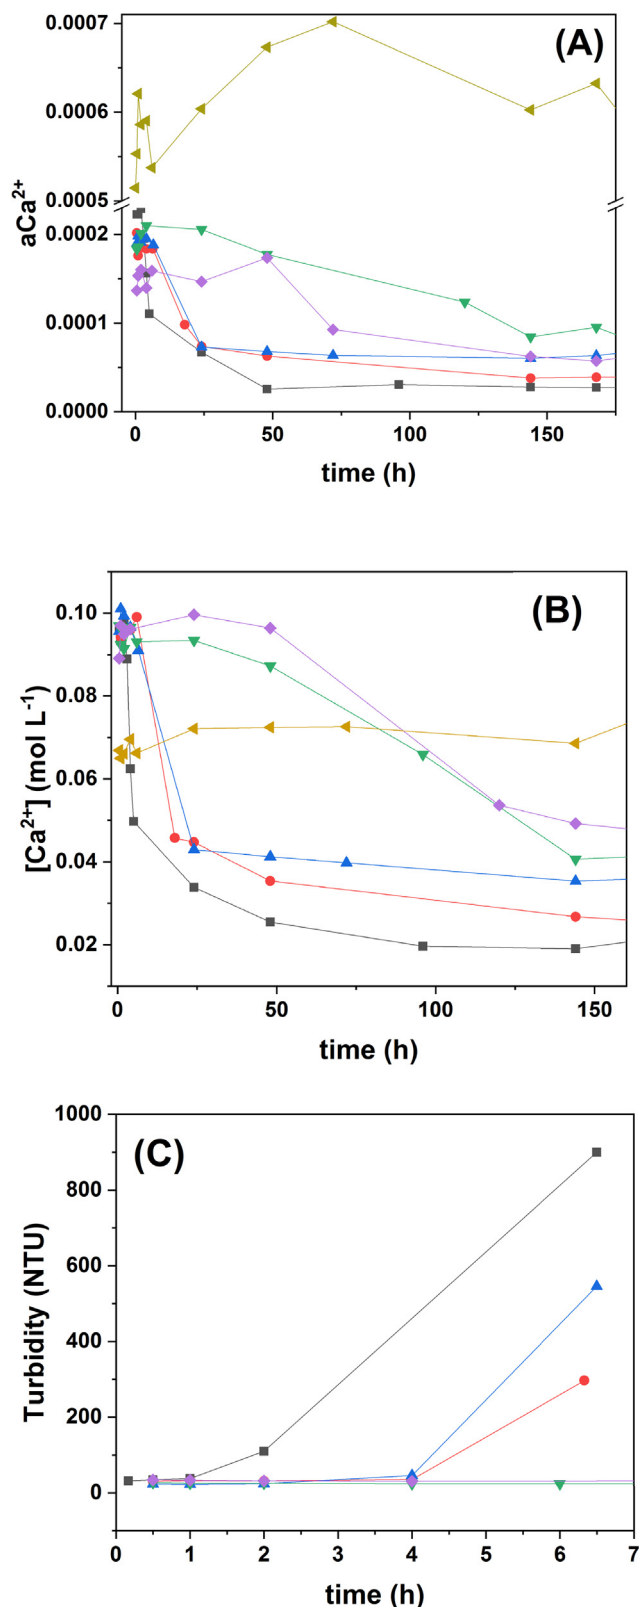 (A)
0.0007
0.0006
0.0005
0.0002
0.0001
0.0000
aCa²⁺
0 50 100 150
time (h)
(B)
0.10
0.08
0.06
0.04
0.02
[Ca²⁺] (mol L⁻¹)
0 50 100 150
time (h)
(C)
1000
800
600
400
200
0
Turbidity (NTU)
0 1 2 3 4 5 6 7
time (h)